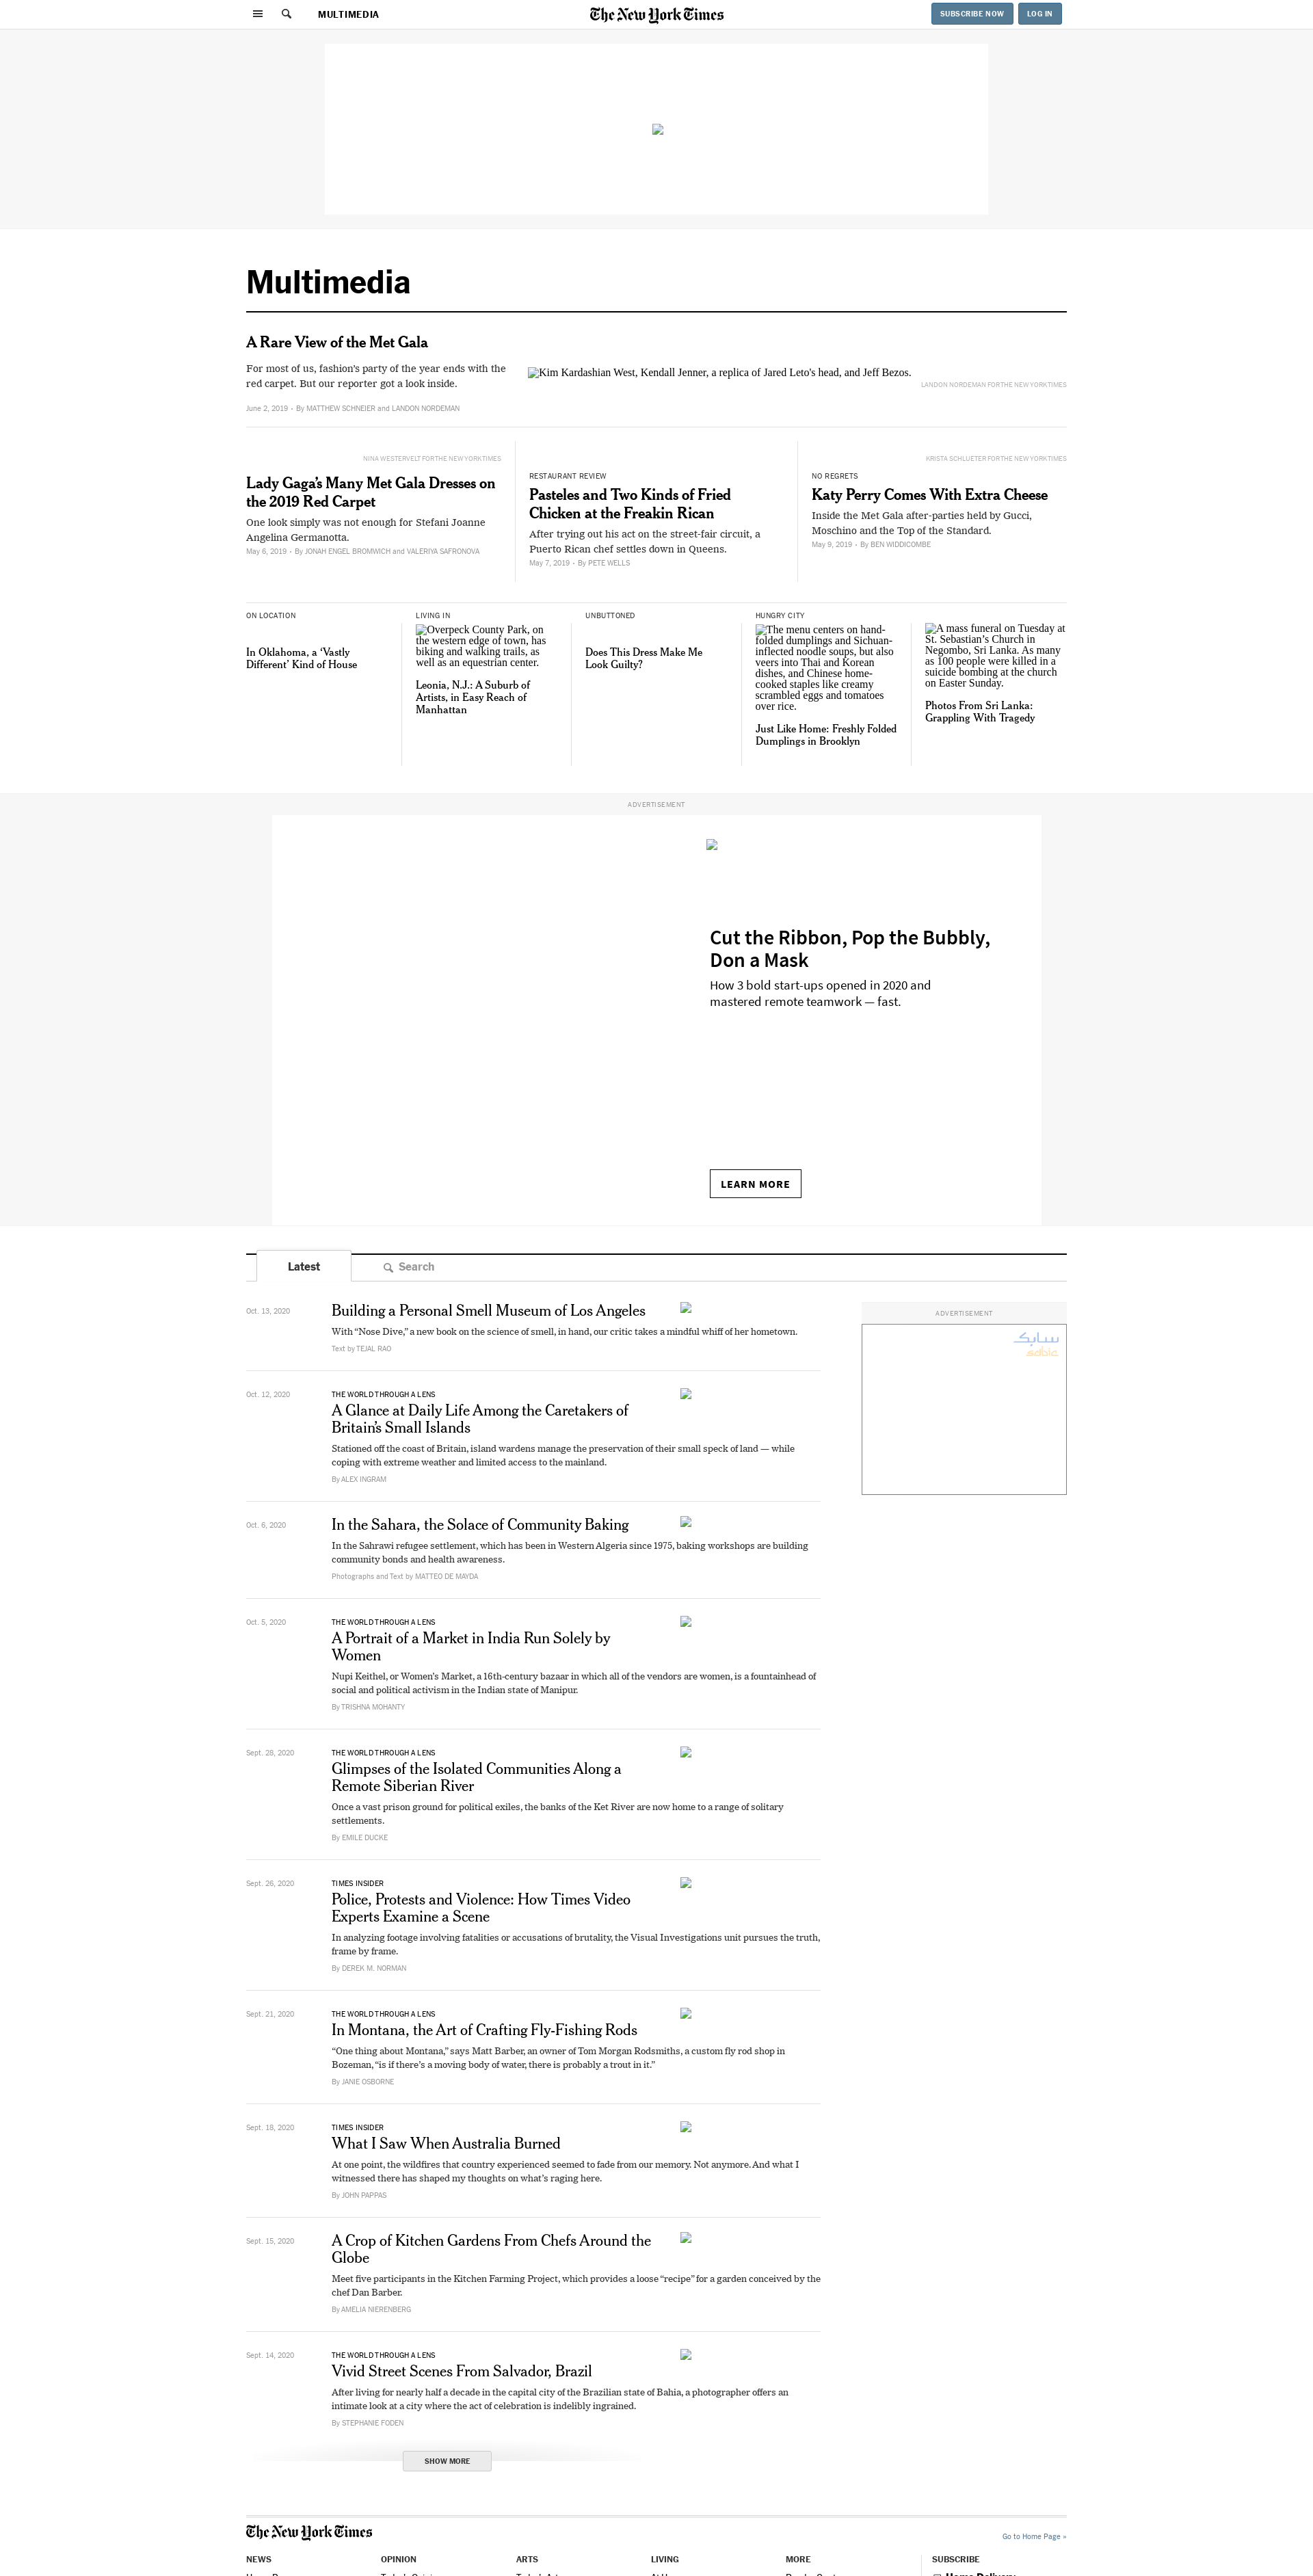 MULTIMEDIA
The New York Times
SUBSCRIBE NOW
LOG IN
Multimedia
A Rare View of the Met Gala
For most of us, fashion's party of the year ends with the
red carpet. But our reporter got a look inside.
June 2, 2019 • By MATTHEW SCHNEIER and LANDON NORDEMAN
Kim Kardashian West, Kendall Jenner, a replica of Jared Leto's head, and Jeff Bezos.
LANDON NORDEMAN FOR THE NEW YORK TIMES
NINA WESTERVELT FOR THE NEW YORK TIMES
Lady Gaga’s Many Met Gala Dresses on
the 2019 Red Carpet
One look simply was not enough for Stefani Joanne
Angelina Germanotta.
May 6, 2019 • By JONAH ENGEL BROMWICH and VALERIYA SAFRONOVA
RESTAURANT REVIEW
Pasteles and Two Kinds of Fried
Chicken at the Freakin Rican
After trying out his act on the street-fair circuit, a
Puerto Rican chef settles down in Queens.
May 7, 2019 • By PETE WELLS
KRISTA SCHLUETER FOR THE NEW YORK TIMES
NO REGRETS
Katy Perry Comes With Extra Cheese
Inside the Met Gala after-parties held by Gucci,
Moschino and the Top of the Standard.
May 9, 2019 • By BEN WIDDICOMBE
ON LOCATION
In Oklahoma, a ‘Vastly
Different’ Kind of House
LIVING IN
Overpeck County Park, on
the western edge of town, has
biking and walking trails, as
well as an equestrian center.
Leonia, N.J.: A Suburb of
Artists, in Easy Reach of
Manhattan
UNBUTTONED
Does This Dress Make Me
Look Guilty?
HUNGRY CITY
The menu centers on hand-
folded dumplings and Sichuan-
inflected noodle soups, but also
veers into Thai and Korean
dishes, and Chinese home-
cooked staples like creamy
scrambled eggs and tomatoes
over rice.
Just Like Home: Freshly Folded
Dumplings in Brooklyn
A mass funeral on Tuesday at
St. Sebastian’s Church in
Negombo, Sri Lanka. As many
as 100 people were killed in a
suicide bombing at the church
on Easter Sunday.
Photos From Sri Lanka:
Grappling With Tragedy
ADVERTISEMENT
Cut the Ribbon, Pop the Bubbly,
Don a Mask
How 3 bold start-ups opened in 2020 and
mastered remote teamwork — fast.
LEARN MORE
Latest
Search
Oct. 13, 2020
Building a Personal Smell Museum of Los Angeles
With “Nose Dive,” a new book on the science of smell, in hand, our critic takes a mindful whiff of her hometown.
Text by TEJAL RAO
ADVERTISEMENT
سابك
sabic
Oct. 12, 2020
THE WORLD THROUGH A LENS
A Glance at Daily Life Among the Caretakers of
Britain’s Small Islands
Stationed off the coast of Britain, island wardens manage the preservation of their small speck of land — while
coping with extreme weather and limited access to the mainland.
By ALEX INGRAM
Oct. 6, 2020
In the Sahara, the Solace of Community Baking
In the Sahrawi refugee settlement, which has been in Western Algeria since 1975, baking workshops are building
community bonds and health awareness.
Photographs and Text by MATTEO DE MAYDA
Oct. 5, 2020
THE WORLD THROUGH A LENS
A Portrait of a Market in India Run Solely by
Women
Nupi Keithel, or Women’s Market, a 16th-century bazaar in which all of the vendors are women, is a fountainhead of
social and political activism in the Indian state of Manipur.
By TRISHNA MOHANTY
Sept. 28, 2020
THE WORLD THROUGH A LENS
Glimpses of the Isolated Communities Along a
Remote Siberian River
Once a vast prison ground for political exiles, the banks of the Ket River are now home to a range of solitary
settlements.
By EMILE DUCKE
Sept. 26, 2020
TIMES INSIDER
Police, Protests and Violence: How Times Video
Experts Examine a Scene
In analyzing footage involving fatalities or accusations of brutality, the Visual Investigations unit pursues the truth,
frame by frame.
By DEREK M. NORMAN
Sept. 21, 2020
THE WORLD THROUGH A LENS
In Montana, the Art of Crafting Fly-Fishing Rods
“One thing about Montana,” says Matt Barber, an owner of Tom Morgan Rodsmiths, a custom fly rod shop in
Bozeman, “is if there’s a moving body of water, there is probably a trout in it.”
By JANIE OSBORNE
Sept. 18, 2020
TIMES INSIDER
What I Saw When Australia Burned
At one point, the wildfires that country experienced seemed to fade from our memory. Not anymore. And what I
witnessed there has shaped my thoughts on what’s raging here.
By JOHN PAPPAS
Sept. 15, 2020
A Crop of Kitchen Gardens From Chefs Around the
Globe
Meet five participants in the Kitchen Farming Project, which provides a loose “recipe” for a garden conceived by the
chef Dan Barber.
By AMELIA NIERENBERG
Sept. 14, 2020
THE WORLD THROUGH A LENS
Vivid Street Scenes From Salvador, Brazil
After living for nearly half a decade in the capital city of the Brazilian state of Bahia, a photographer offers an
intimate look at a city where the act of celebration is indelibly ingrained.
By STEPHANIE FODEN
SHOW MORE
The New York Times
Go to Home Page »
NEWS
OPINION
ARTS
LIVING
MORE
SUBSCRIBE